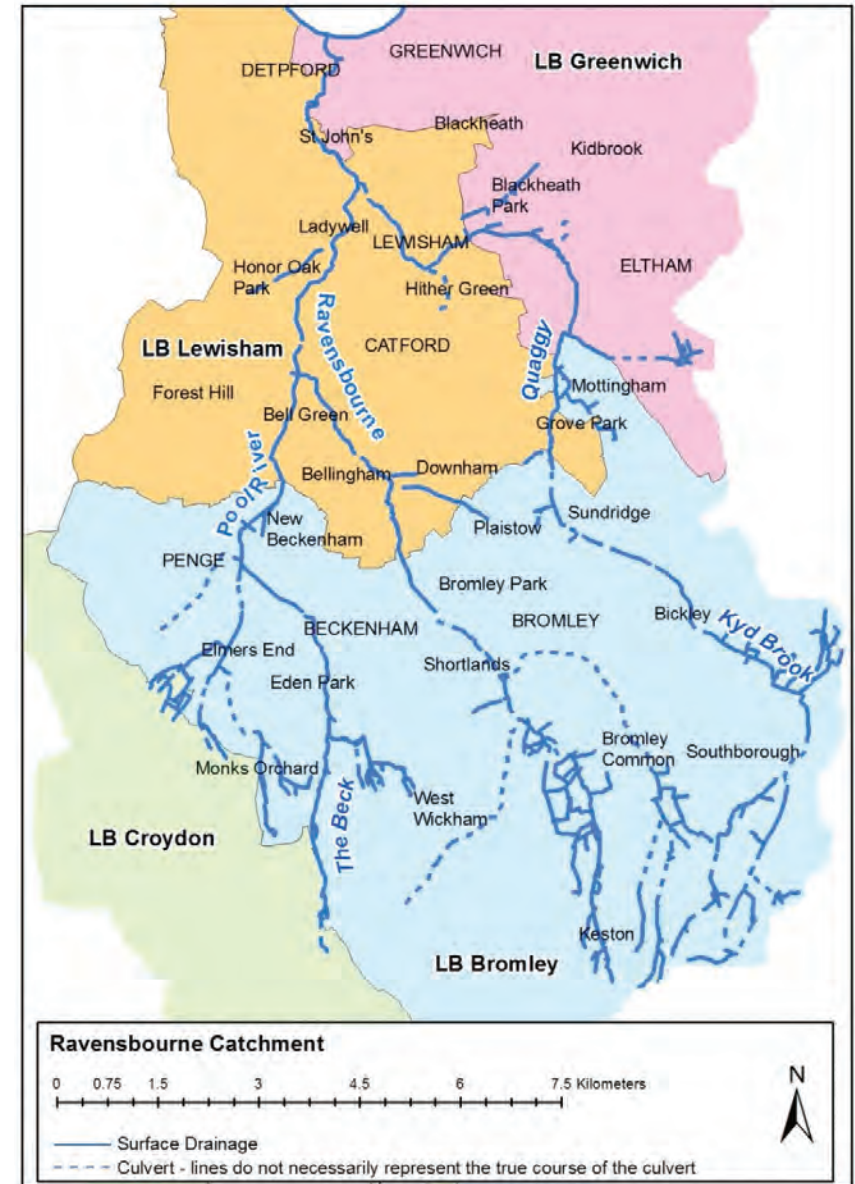 GREENWICH
DETPFORD
LB Greenwich
Blackheath
St John's
Kidbrook
Blackheath
Park
Ladywell
LEWISHAM
ELTHAM
Honor Oak
Park
Hither Green
Ravensbourne
LB Lewisham
CATFORD
Quaggy
Mottingham
Forest Hill
Bell Green
Grove Park
Pool River
Bellingham
Downham
New
Beckenham
Plaistow
Sundridge
PENGE
Bromley Park
BECKENHAM
BROMLEY
Bickley
Kyd Brook
Elmers End
Shortlands
Eden Park
Bromley
Common
Southborough
Monks Orchard
West
Wickham
The Beck
LB Croydon
Keston
LB Bromley
Ravensbourne Catchment
0 0.75 1.5 3 4.5 6 7.5 Kilometers
N
Surface Drainage
Culvert - lines do not necessarily represent the true course of the culvert